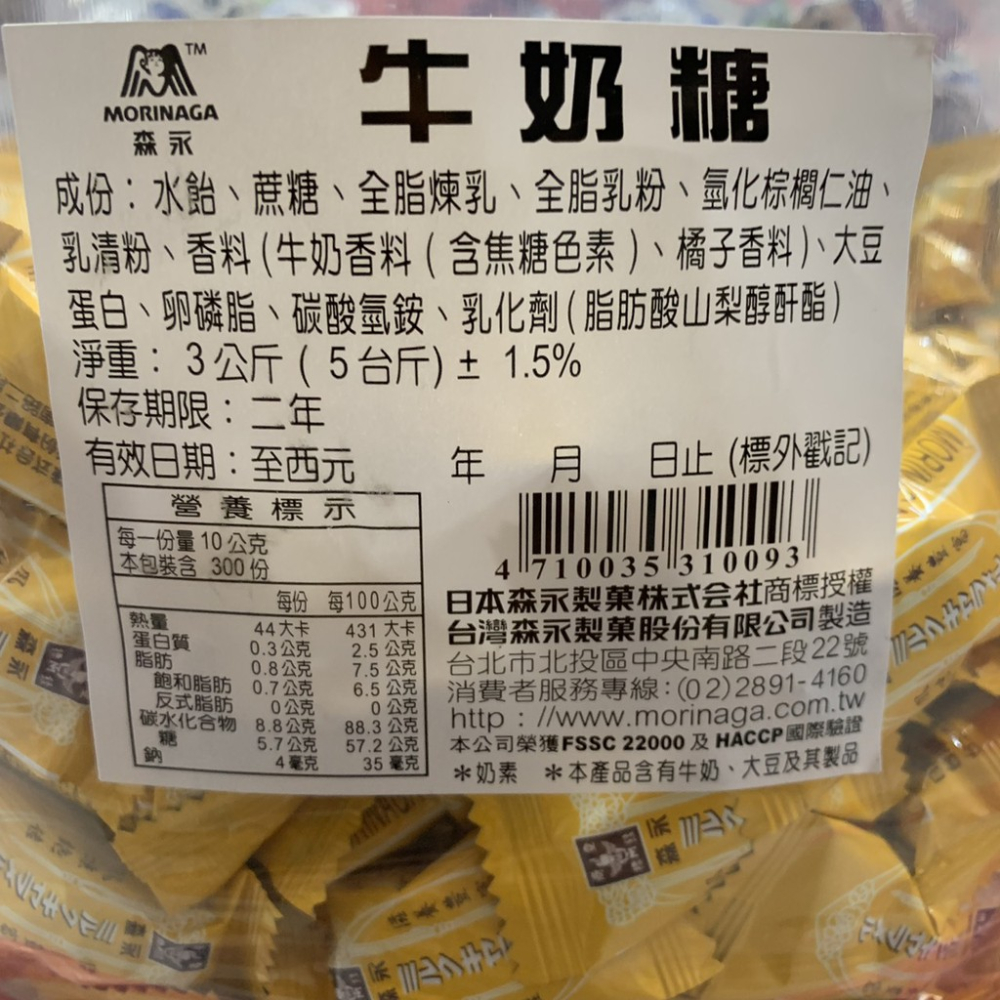 TM
MORINAGA
森永
牛奶糖
成份：水飴、蔗糖、全脂煉乳、全脂乳粉、氫化棕櫚仁油、
乳清粉、香料(牛奶香料(含焦糖色素)、橘子香料)、大豆
蛋白、卵磷脂、碳酸氫銨、乳化劑(脂肪酸山梨醇酐酯)
淨重：3公斤(5台斤)± 1.5%
保存期限：二年
有效日期：至西元 年 月 日止(標外戳記)
營養標示
每一份量10公克
本包裝含 300份
每份 每100公克
熱量 44大卡 431大卡
蛋白質 0.3公克 2.5公克
脂肪 0.8公克 7.5公克
飽和脂肪 0.7公克 6.5公克
反式脂肪 0公克 0公克
碳水化合物 8.8公克 88.3公克
糖 5.7公克 57.2公克
鈉 4毫克 35毫克
4 710035 310093
日本森永製菓株式会社商標授權
台灣森永製菓股份有限公司製造
台北市北投區中央南路二段22號
消費者服務專線：(02)2891-4160
http：//www.morinaga.com.tw
本公司榮獲FSSC 22000及HACCP國際驗證
＊奶素 ＊本產品含有牛奶、大豆及其製品
森永